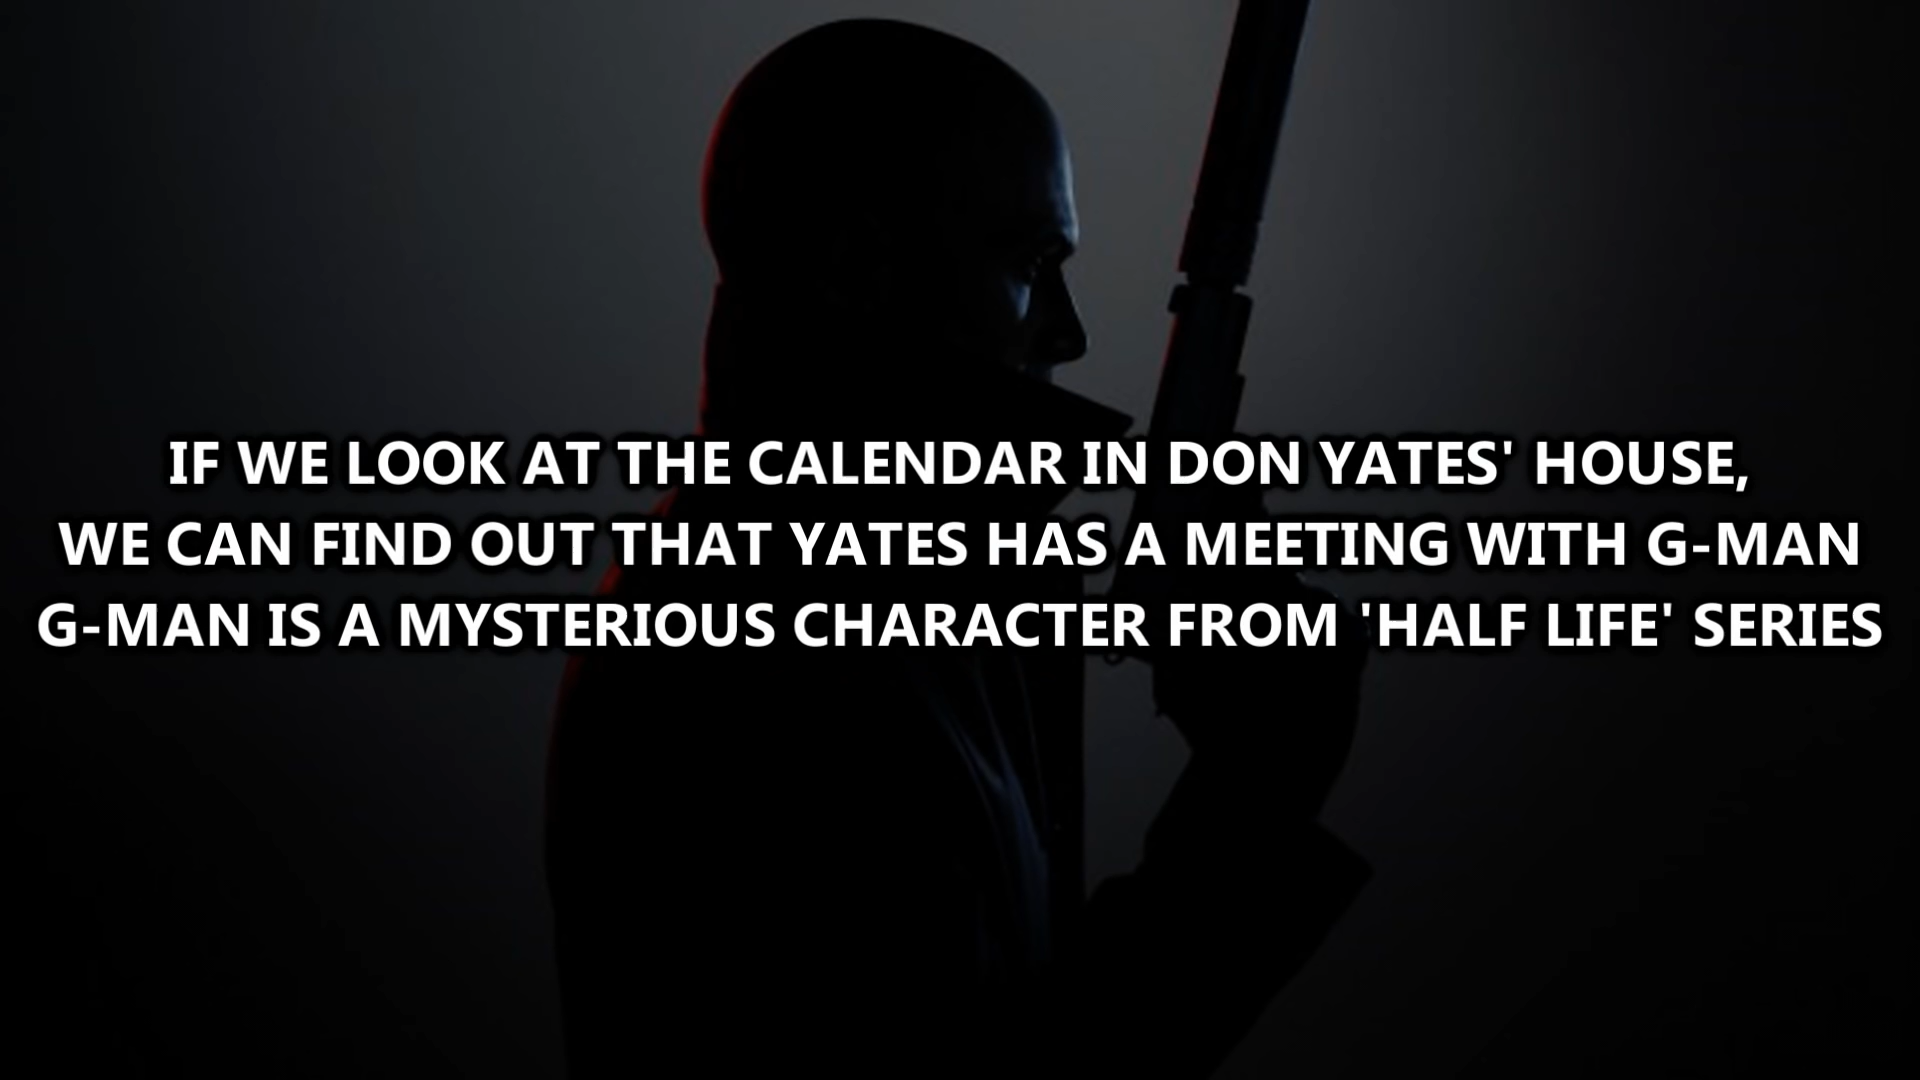 IF WE LOOK AT THE CALENDAR IN DON YATES' HOUSE,
WE CAN FIND OUT THAT YATES HAS A MEETING WITH G-MAN
G-MAN IS A MYSTERIOUS CHARACTER FROM 'HALF LIFE' SERIES